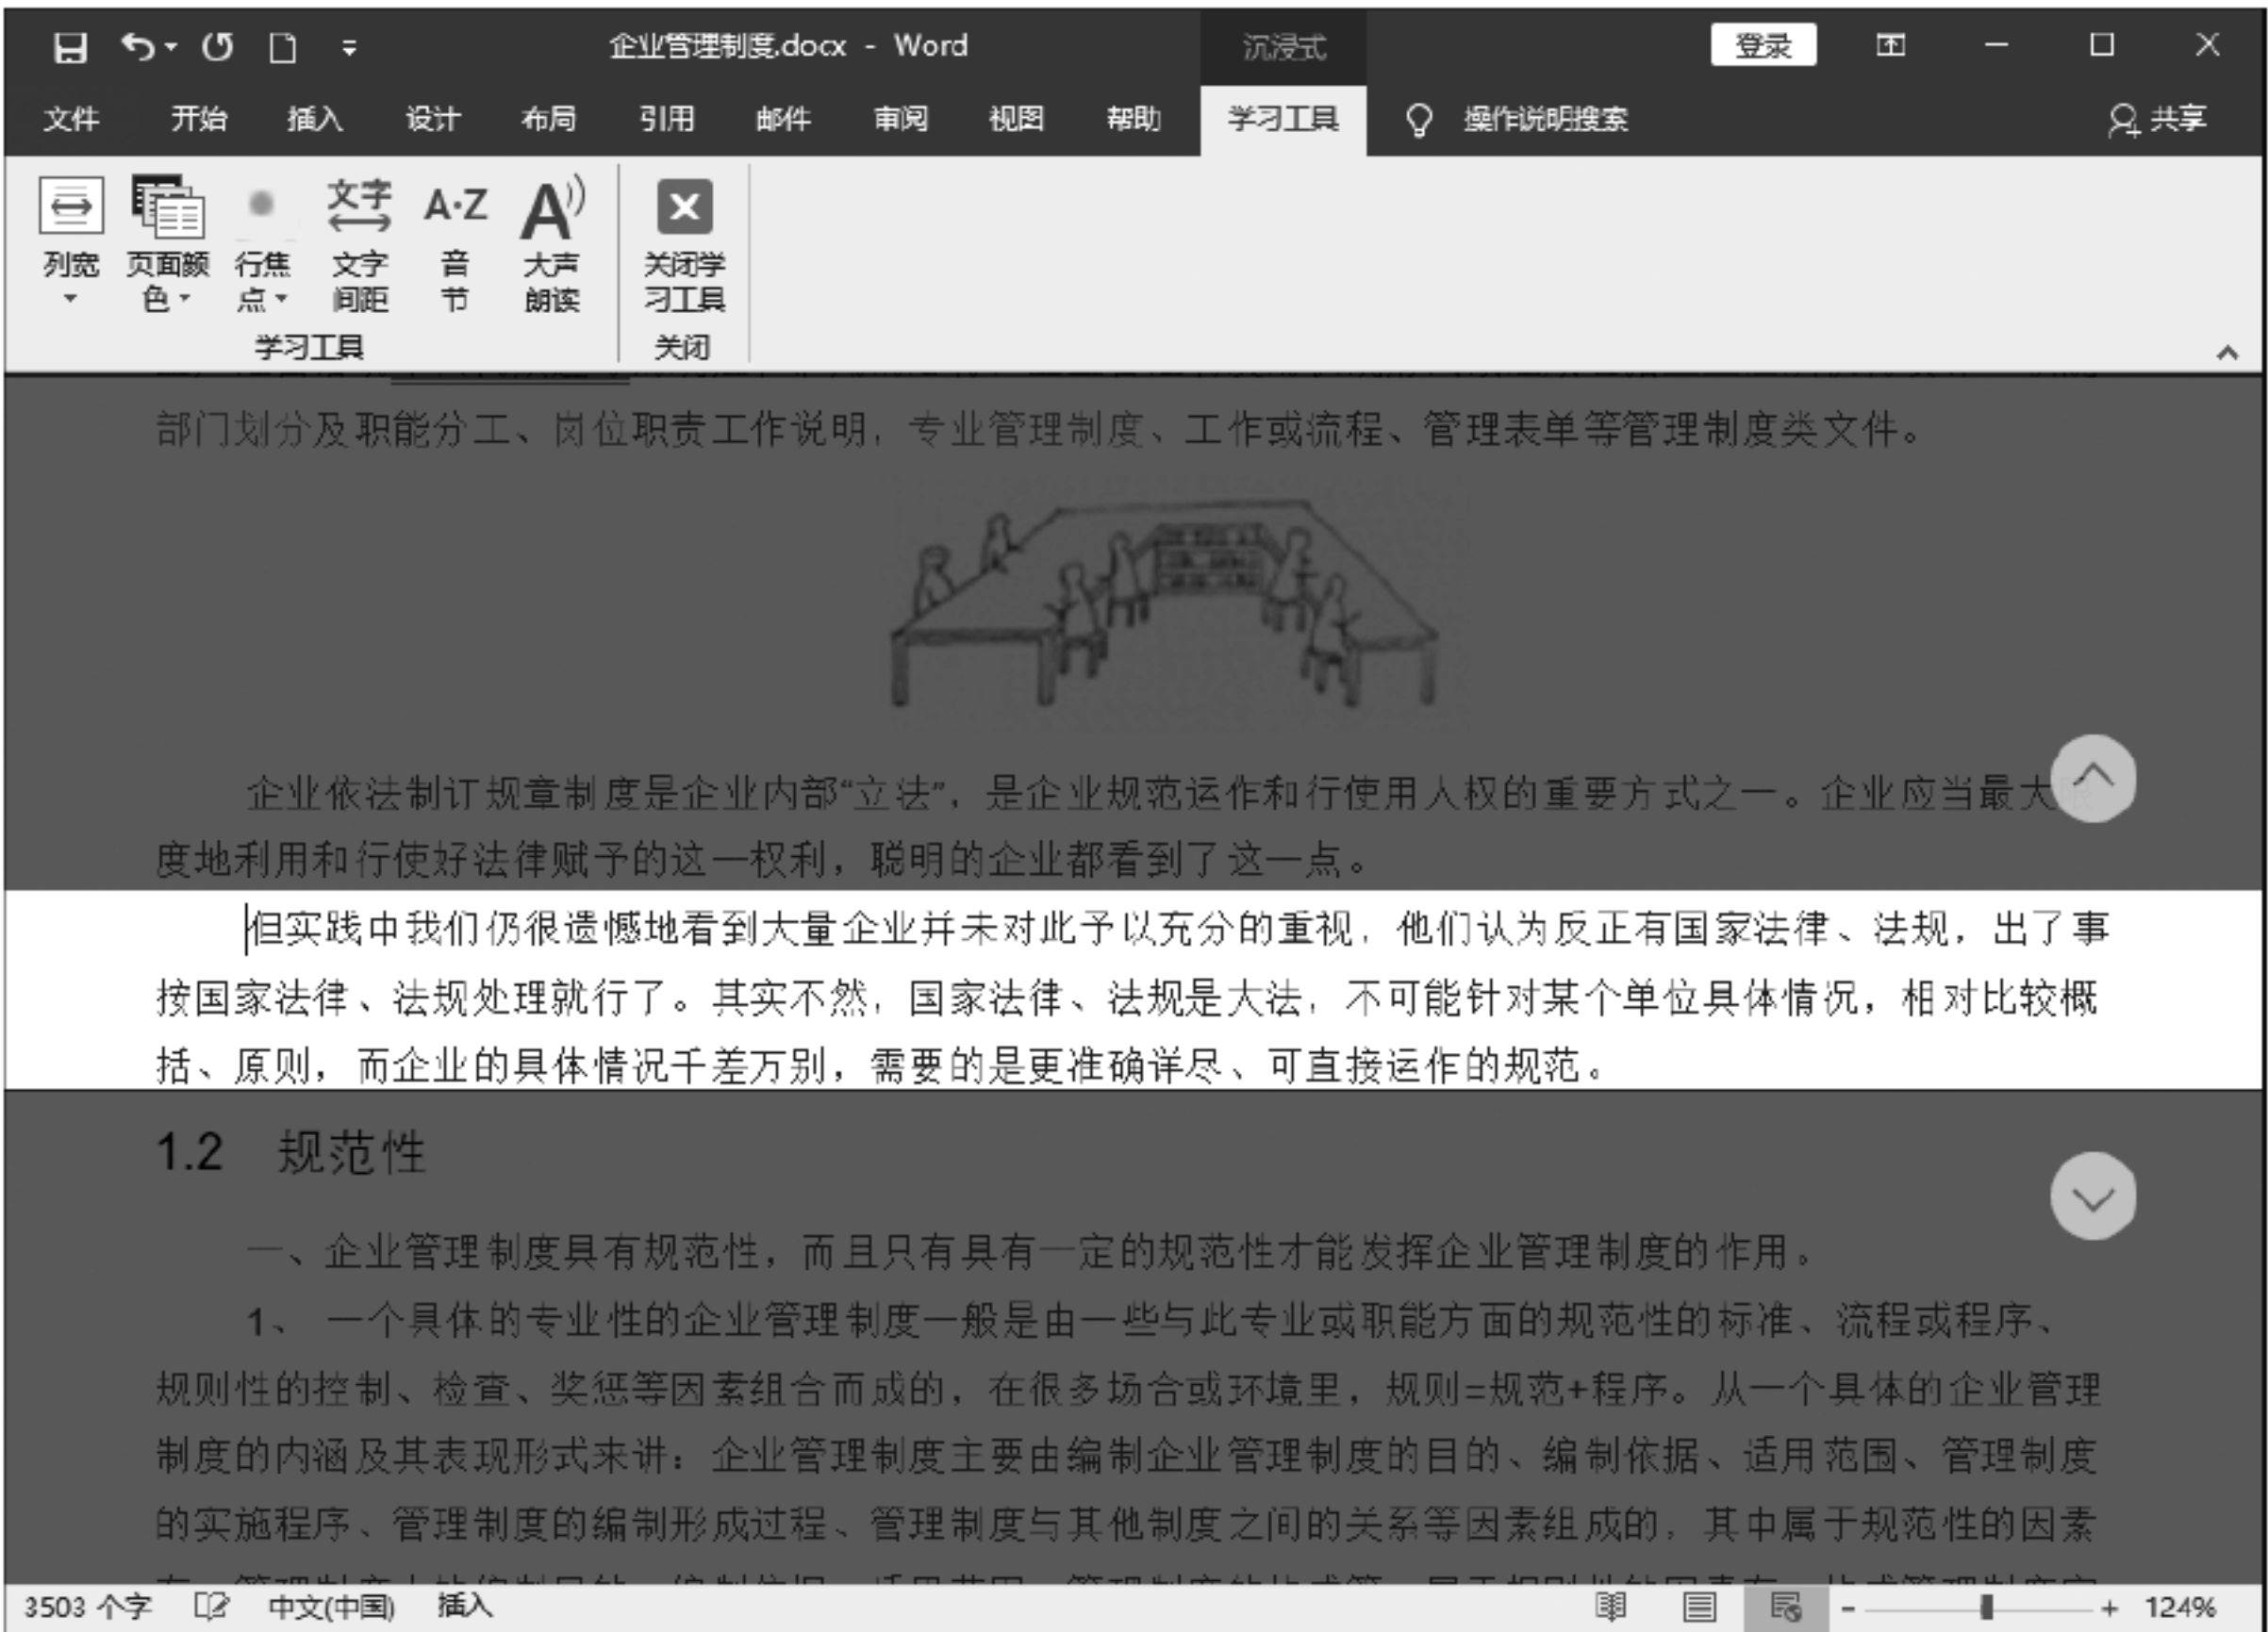 企业管理制度.docx - Word
沉浸式
登录
文件 开始 插入 设计 布局 引用 邮件 审阅 视图 帮助 学习工具 操作说明搜索 共享
文字 A·Z A
列宽 页面颜色 行焦点 文字间距 音节 大声朗读 关闭学习工具
学习工具 关闭
部门划分及职能分工、岗位职责工作说明，专业管理制度、工作或流程、管理表单等管理制度类文件。
企业依法制订规章制度是企业内部“立法”，是企业规范运作和行使用人权的重要方式之一。企业应当最大限
度地利用和行使好法律赋予的这一权利，聪明的企业都看到了这一点。
但实践中我们仍很遗憾地看到大量企业并未对此予以充分的重视，他们认为反正有国家法律、法规，出了事
按国家法律、法规处理就行了。其实不然，国家法律、法规是大法，不可能针对某个单位具体情况，相对比较概
括、原则，而企业的具体情况千差万别，需要的是更准确详尽、可直接运作的规范。
1.2 规范性
一、企业管理制度具有规范性，而且只有具有一定的规范性才能发挥企业管理制度的作用。
1、 一个具体的专业性的企业管理制度一般是由一些与此专业或职能方面的规范性的标准、流程或程序、
规则性的控制、检查、奖惩等因素组合而成的，在很多场合或环境里，规则=规范+程序。从一个具体的企业管理
制度的内涵及其表现形式来讲：企业管理制度主要由编制企业管理制度的目的、编制依据、适用范围、管理制度
的实施程序、管理制度的编制形成过程、管理制度与其他制度之间的关系等因素组成的，其中属于规范性的因素
3503 个字 中文(中国) 插入 - + 124%